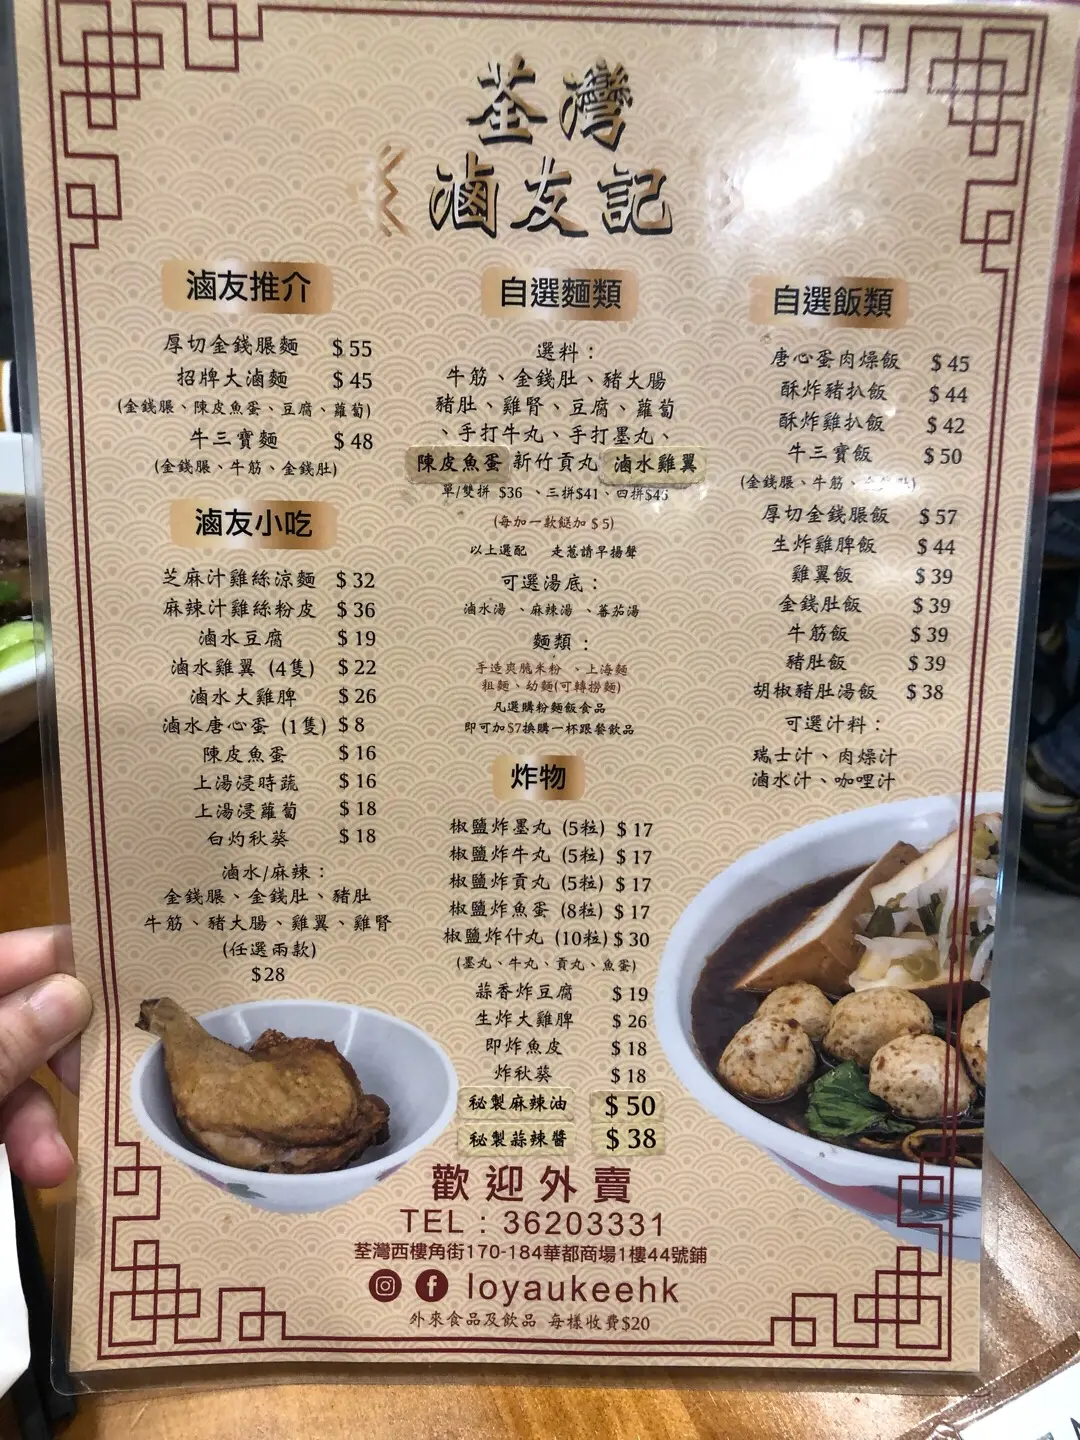 荃灣
滷友記
滷友推介
厚切金錢𦟌麵 $55
招牌大滷麵 $45
(金錢𦟌、陳皮魚蛋、豆腐、蘿蔔)
牛三寶麵 $48
(金錢𦟌、牛筋、金錢肚)
滷友小吃
芝麻汁雞絲涼麵 $32
麻辣汁雞絲粉皮 $36
滷水豆腐 $19
滷水雞翼 (4隻) $22
滷水大雞脾 $26
滷水唐心蛋 (1隻) $8
陳皮魚蛋 $16
上湯浸時蔬 $16
上湯浸蘿蔔 $18
白灼秋葵 $18
滷水/麻辣：
金錢𦟌、金錢肚、豬肚
牛筋、豬大腸、雞翼、雞腎
(任選兩款)
$28
自選麵類
選料：
牛筋、金錢肚、豬大腸
豬肚、雞腎、豆腐、蘿蔔
、手打牛丸、手打墨丸、
陳皮魚蛋 新竹貢丸 滷水雞翼
單/雙拼 $36 、三拼$41、四拼$46
(每加一款餸加 $5)
以上選配 走蔥請早揚聲
可選湯底：
滷水湯 、麻辣湯 、蕃茄湯
麵類：
手造爽脆米粉 、上海麵
粗麵、幼麵(可轉撈麵)
凡選購粉麵飯食品
即可加$7換購一杯跟餐飲品
炸物
椒鹽炸墨丸 (5粒) $17
椒鹽炸牛丸 (5粒) $17
椒鹽炸貢丸 (5粒) $17
椒鹽炸魚蛋 (8粒) $17
椒鹽炸什丸 (10粒) $30
(墨丸、牛丸、貢丸、魚蛋)
蒜香炸豆腐 $19
生炸大雞脾 $26
即炸魚皮 $18
炸秋葵 $18
秘製麻辣油 $50
秘製蒜辣醬 $38
自選飯類
唐心蛋肉燥飯 $45
酥炸豬扒飯 $44
酥炸雞扒飯 $42
牛三寶飯 $50
(金錢𦟌、牛筋、
厚切金錢𦟌飯 $57
生炸雞脾飯 $44
雞翼飯 $39
金錢肚飯 $39
牛筋飯 $39
豬肚飯 $39
胡椒豬肚湯飯 $38
可選汁料：
瑞士汁、肉燥汁
滷水汁、咖哩汁
歡迎外賣
TEL : 36203331
荃灣西樓角街170-184華都商場1樓44號鋪
loyaukeehk
外來食品及飲品 每樣收費$20